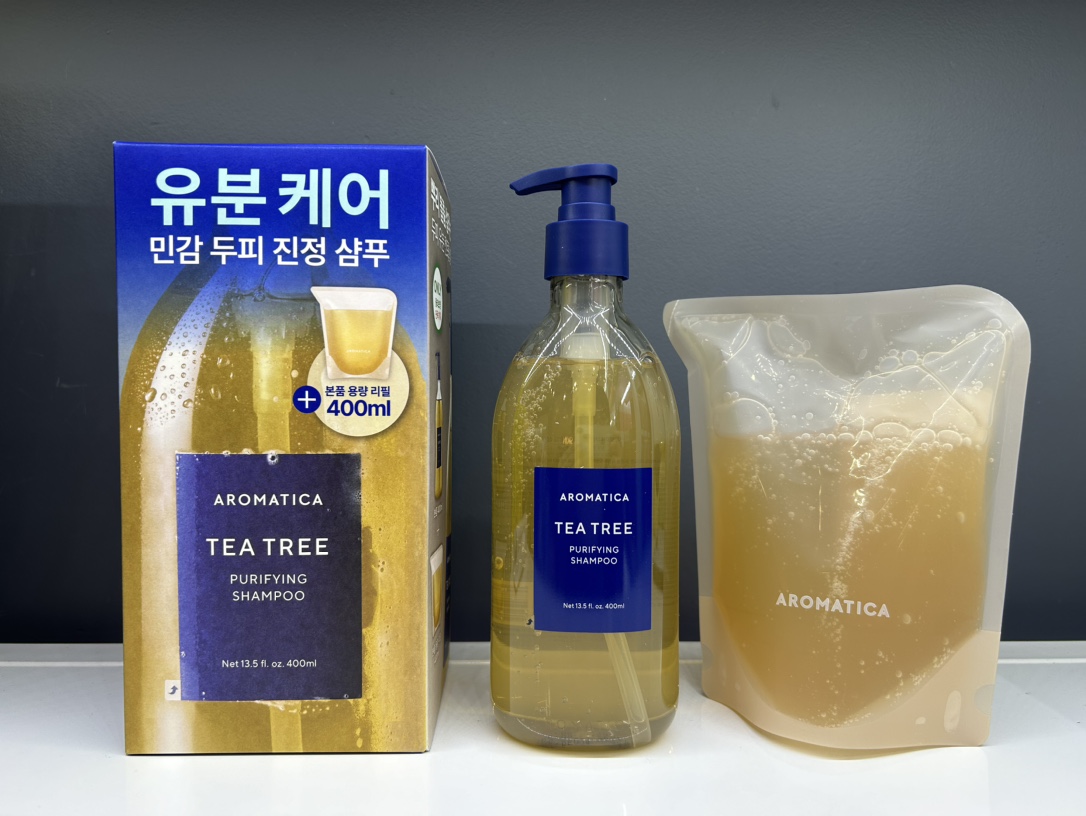 유분 케어
민감 두피 진정 샴푸
AROMATICA
+ 본품 용량 리필
400ml
AROMATICA
TEA TREE
PURIFYING
SHAMPOO
Net 13.5 fl. oz. 400ml
AROMATICA
TEA TREE
PURIFYING
SHAMPOO
Net 13.5 fl. oz. 400ml
AROMATICA